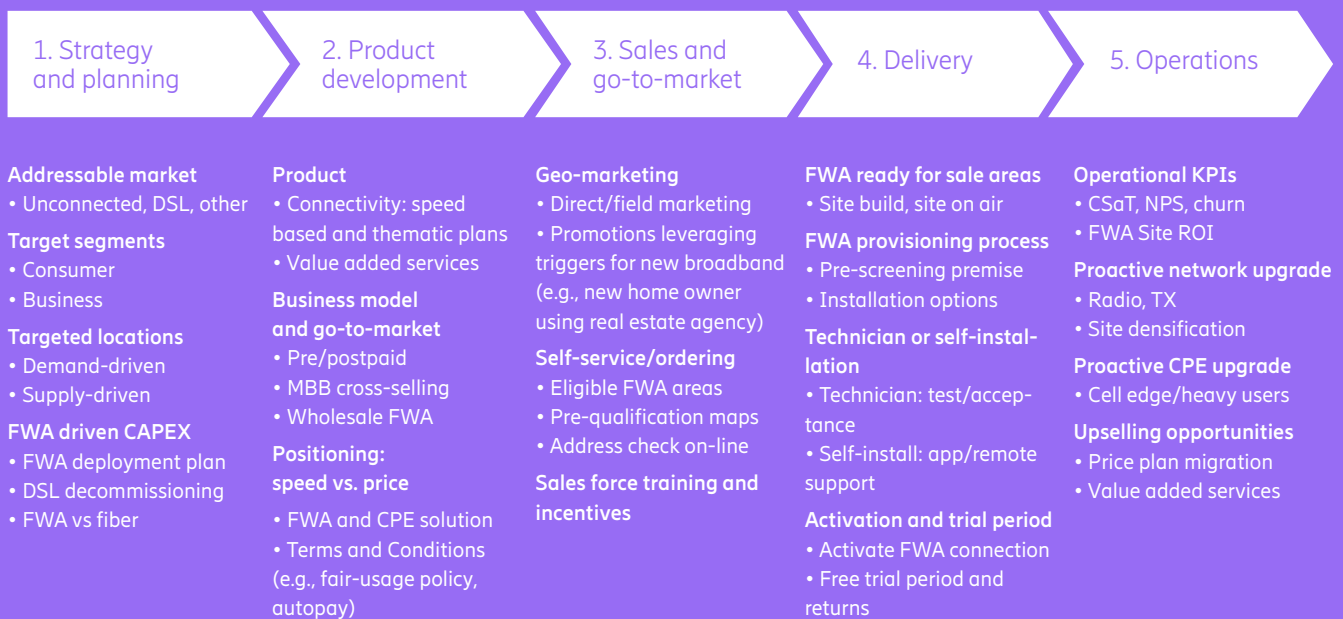 1. Strategy
and planning
2. Product
development
3. Sales and
go-to-market
4. Delivery
5. Operations
Addressable market
• Unconnected, DSL, other
Target segments
• Consumer
• Business
Targeted locations
• Demand-driven
• Supply-driven
FWA driven CAPEX
• FWA deployment plan
• DSL decommissioning
• FWA vs fiber
Product
• Connectivity: speed
based and thematic plans
• Value added services
Business model
and go-to-market
• Pre/postpaid
• MBB cross-selling
• Wholesale FWA
Positioning:
speed vs. price
• FWA and CPE solution
• Terms and Conditions
(e.g., fair-usage policy,
autopay)
Geo-marketing
• Direct/field marketing
• Promotions leveraging
triggers for new broadband
(e.g., new home owner
using real estate agency)
Self-service/ordering
• Eligible FWA areas
• Pre-qualification maps
• Address check on-line
Sales force training and
incentives
FWA ready for sale areas
• Site build, site on air
FWA provisioning process
• Pre-screening premise
• Installation options
Technician or self-instal-
lation
• Technician: test/accep-
tance
• Self-install: app/remote
support
Activation and trial period
• Activate FWA connection
• Free trial period and
returns
Operational KPIs
• CSaT, NPS, churn
• FWA Site ROI
Proactive network upgrade
• Radio, TX
• Site densification
Proactive CPE upgrade
• Cell edge/heavy users
Upselling opportunities
• Price plan migration
• Value added services